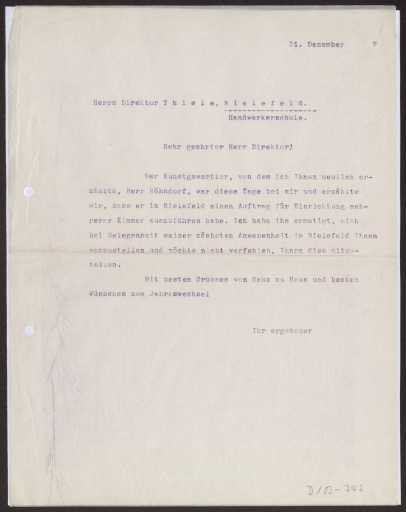 31. Dezember 7
Herrn Direktor T h i e l e, B i e l e f e l d.
Handwerkerschule.
Sehr geehrter Herr Direktor!
Der Kunstgewerbler, von dem ich Ihnen neulich er-
zählte, Herr Höhndorf, war diese Tage bei mir und erzählte
mir, dass er in Bielefeld einen Auftrag für Einrichtung meh-
rerer Zimmer auszuführen habe. Ich habe ihn ermutigt, sich
bei Gelegenheit seiner nächsten Anwesenheit in Bielefeld Ihnen
vorzustellen und möchte nicht verfehlen, Ihnen dies mitzu-
teilen.
Mit besten Grüssen von Haus zu Haus und besten
Wünschen zum Jahreswechsel
Ihr ergebener